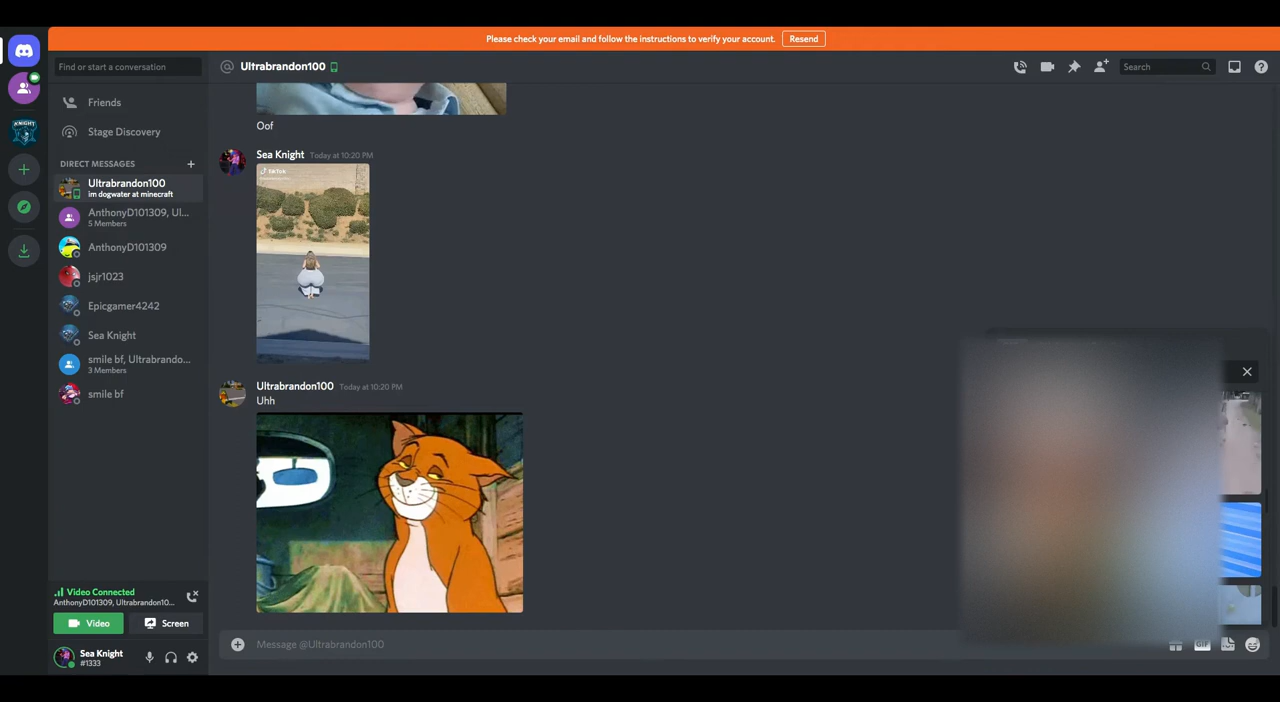 Please check your email and follow the instructions to verify your account. Resend
Find or start a conversation
Ultrabrandon100
Search
Friends
Stage Discovery
DIRECT MESSAGES
Ultrabrandon100
im dogwater at minecraft
AnthonyD101309, Ul...
5 Members
AnthonyD101309
jsjr1023
Epicgamer4242
Sea Knight
smile bf, Ultrabrando...
3 Members
smile bf
Video Connected
AnthonyD101309, Ultrabrandon10...
Video
Screen
Sea Knight
#1333
KNIGHT
Oof
Sea Knight Today at 10:20 PM
TikTok
Ultrabrandon100 Today at 10:20 PM
Uhh
Message @Ultrabrandon100
GIF